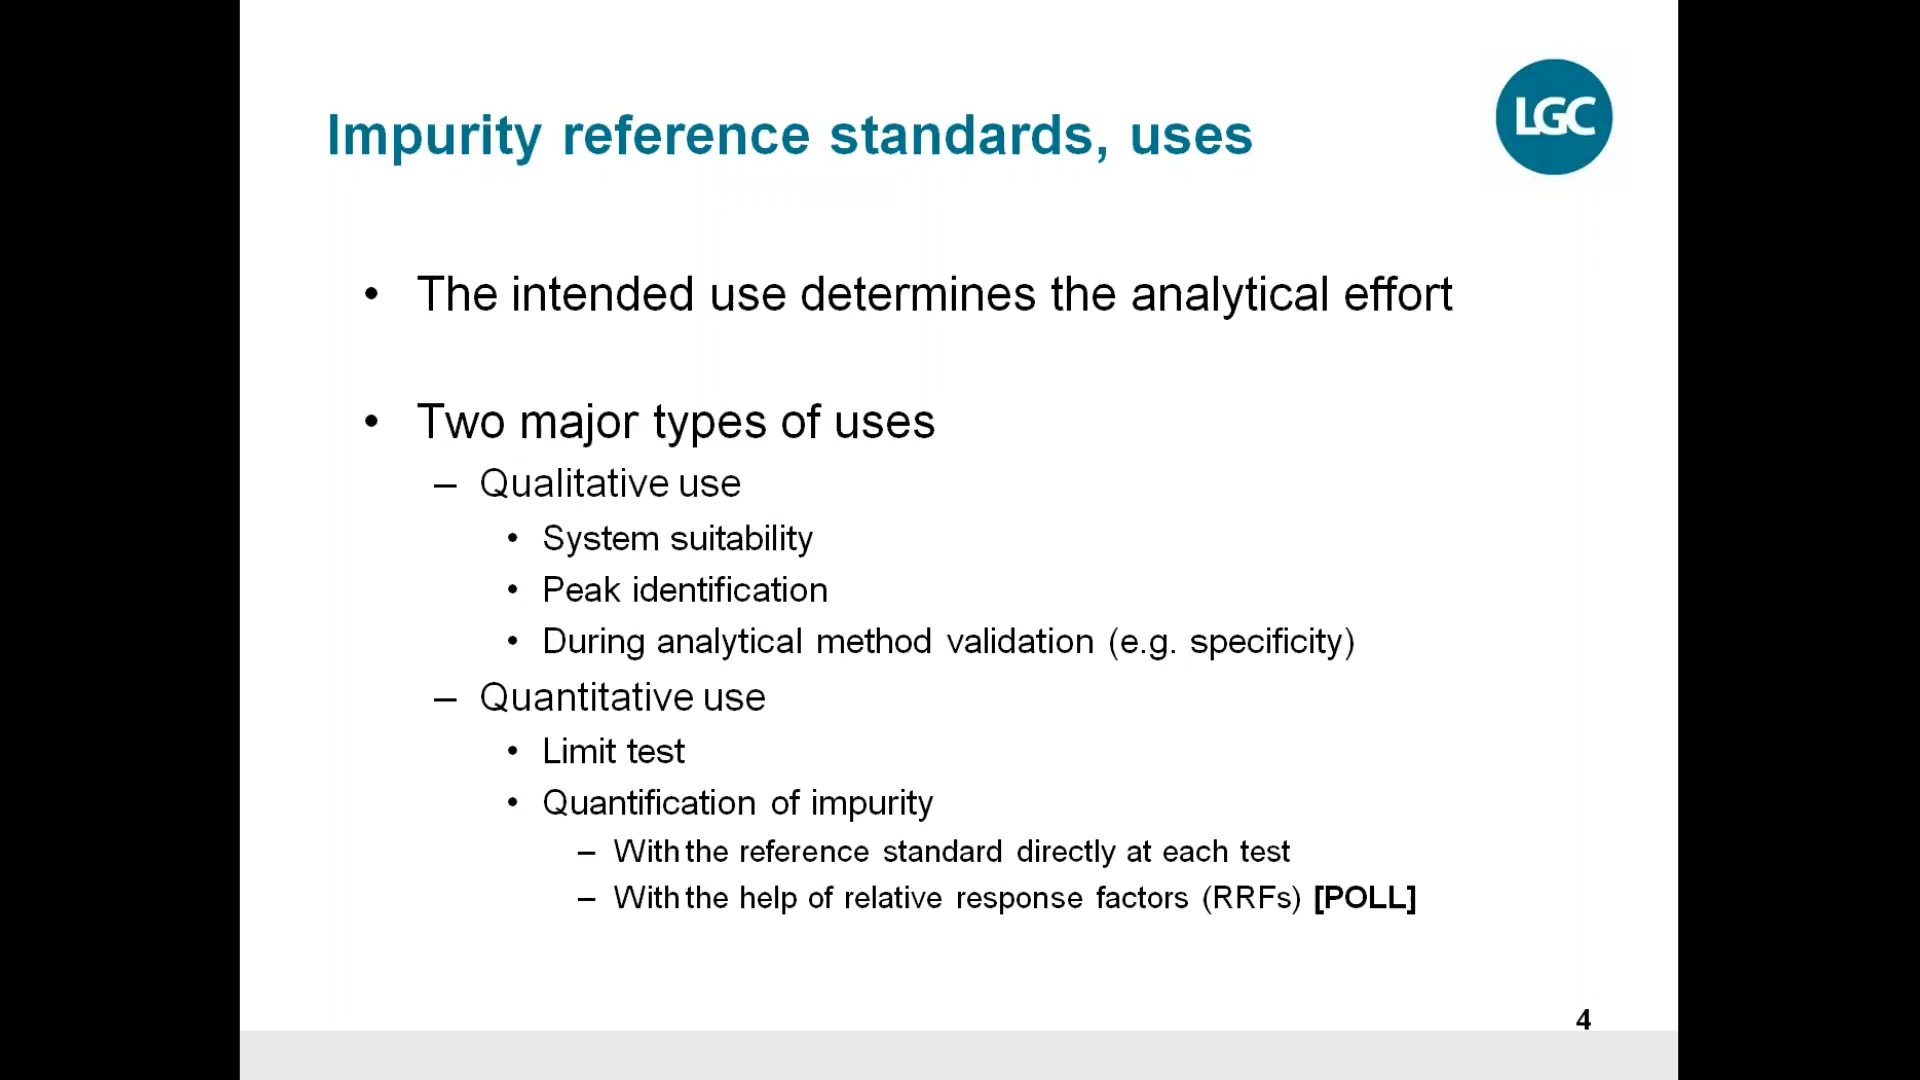 LGC
Impurity reference standards, uses
• The intended use determines the analytical effort
• Two major types of uses
– Qualitative use
• System suitability
• Peak identification
• During analytical method validation (e.g. specificity)
– Quantitative use
• Limit test
• Quantification of impurity
– With the reference standard directly at each test
– With the help of relative response factors (RRFs) [POLL]
4